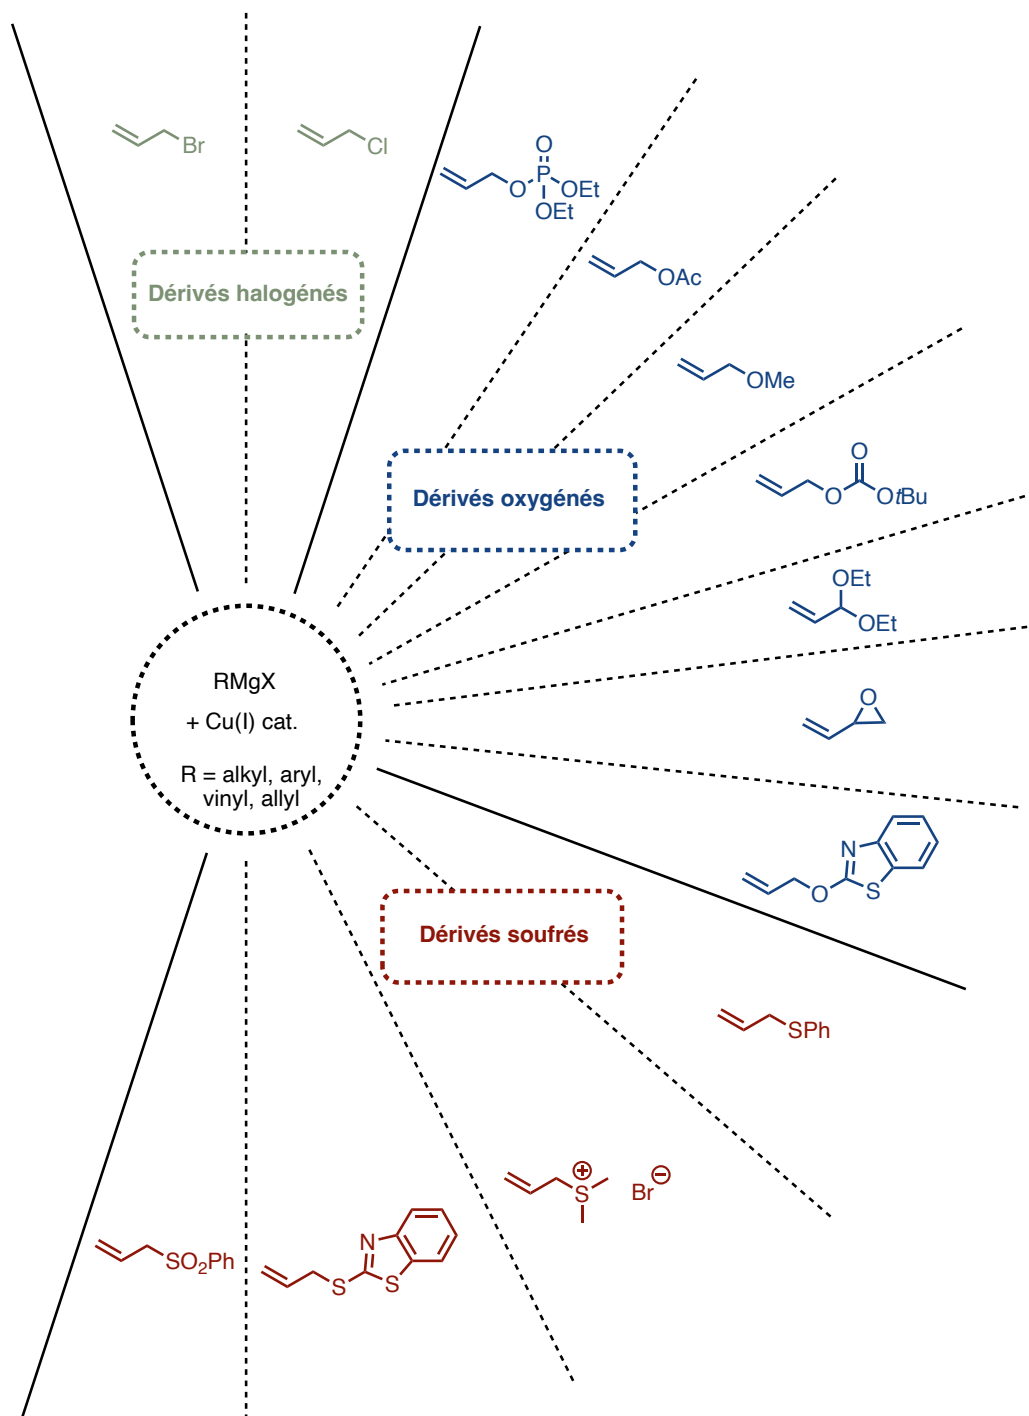 Br
Cl
O
P
O
OEt
OEt
Dérivés halogénés
OAc
OMe
O
O
OtBu
Dérivés oxygénés
OEt
OEt
RMgX
+ Cu(I) cat.
R = alkyl, aryl,
vinyl, allyl
O
N
O
S
Dérivés soufrés
SPh
S
+
Br
−
SO₂Ph
N
S
S